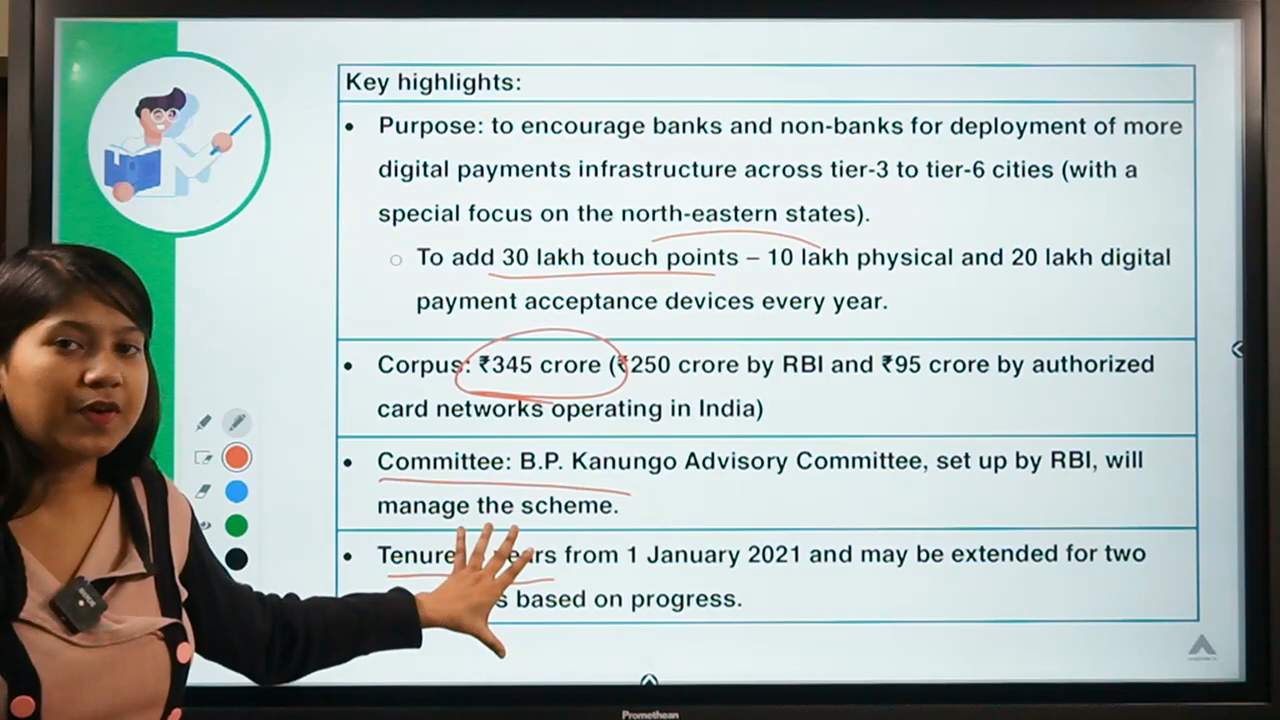 Key highlights:
• Purpose: to encourage banks and non-banks for deployment of more
digital payments infrastructure across tier-3 to tier-6 cities (with a
special focus on the north-eastern states).
○ To add 30 lakh touch points – 10 lakh physical and 20 lakh digital
payment acceptance devices every year.
• Corpus: ₹345 crore (₹250 crore by RBI and ₹95 crore by authorized
card networks operating in India)
• Committee: B.P. Kanungo Advisory Committee, set up by RBI, will
manage the scheme.
• Tenure from 1 January 2021 and may be extended for two
based on progress.
Promethean